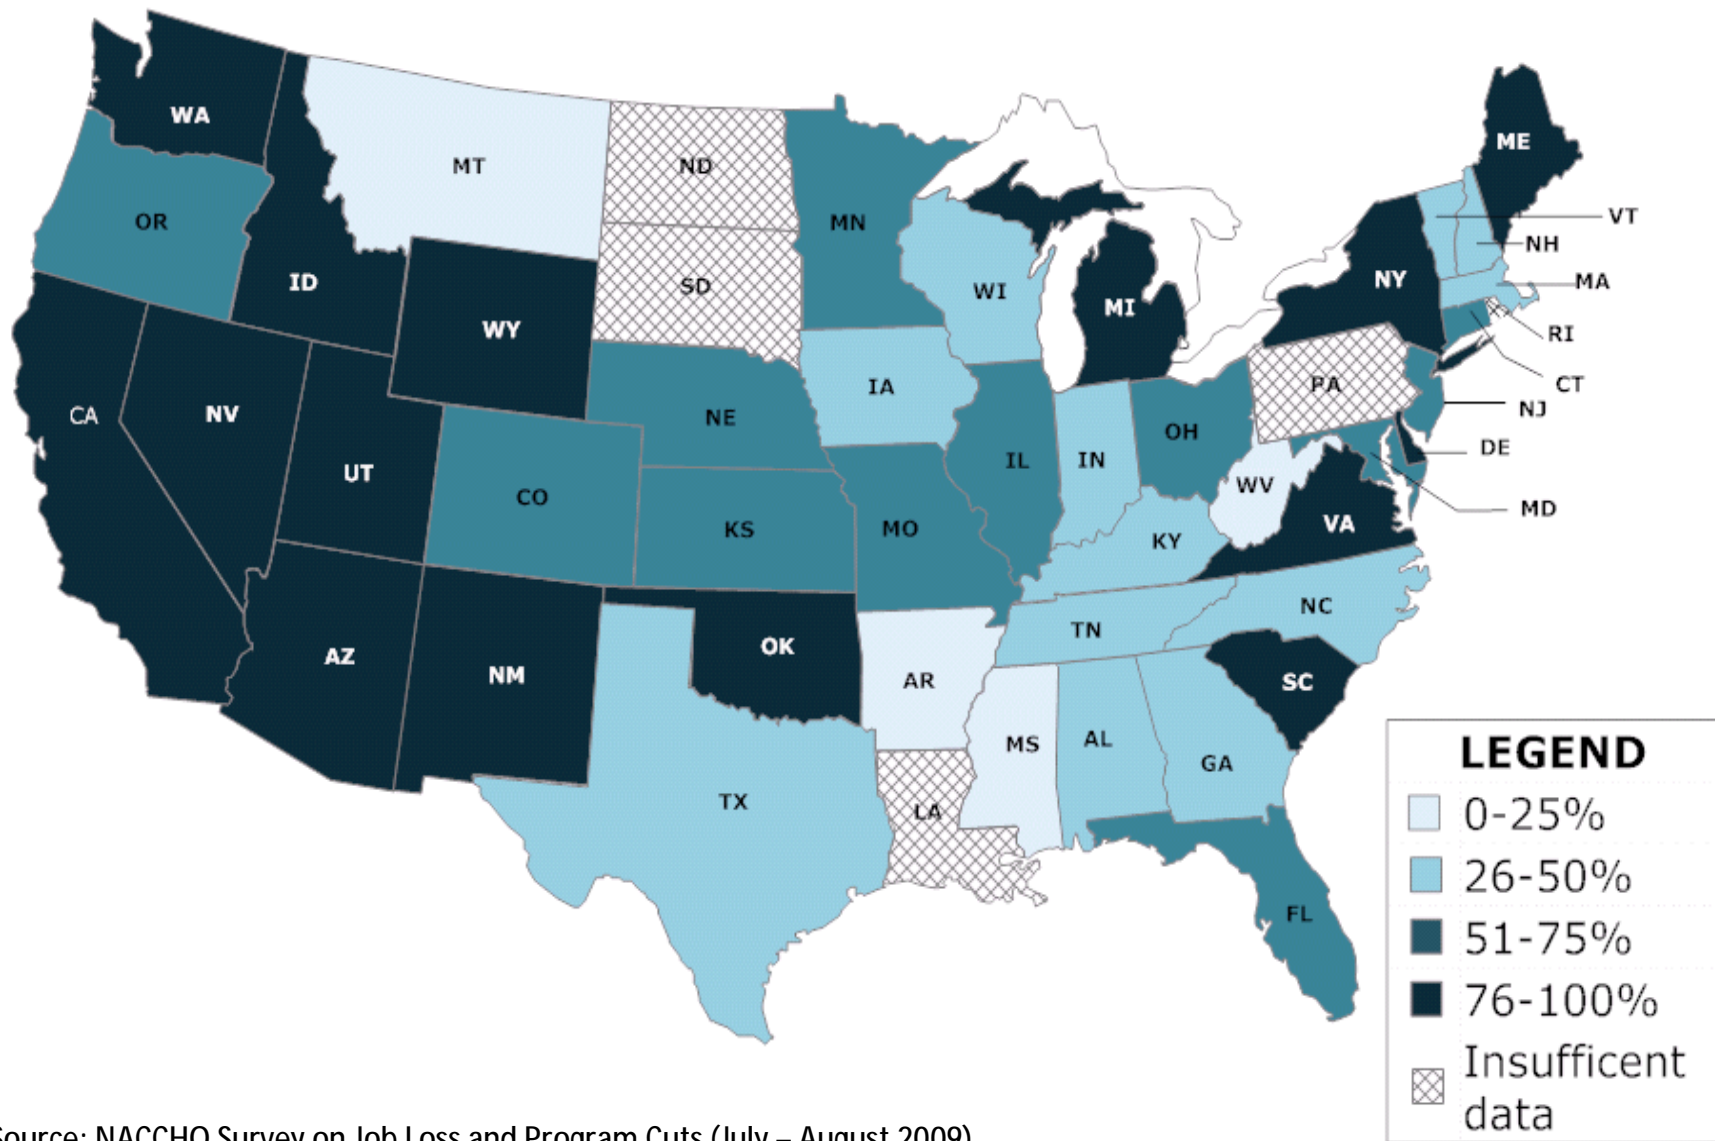 WA
ME
MT
ND
VT
OR
MN
NH
ID
SD
WI
NY
MA
MI
WY
RI
IA
PA
CT
CA
NV
NE
NJ
OH
DE
UT
IL
IN
CO
WV
MD
KS
MO
VA
KY
NC
TN
OK
AZ
NM
AR
SC
MS
AL
GA
TX
LA
FL
LEGEND
0-25%
26-50%
51-75%
76-100%
Insufficent
data
Source: NACCHO Survey on Job Loss and Program Cuts (July – August 2009)